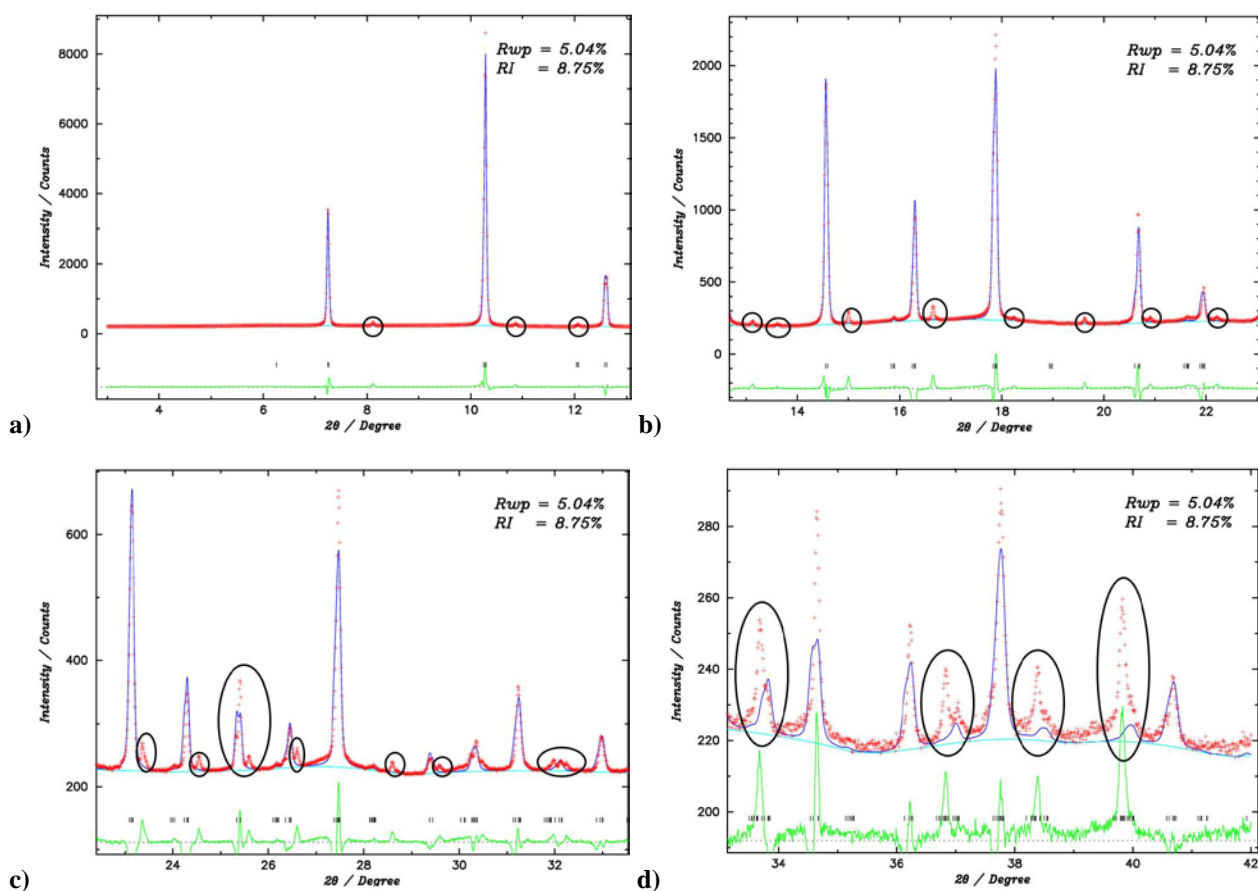 8000
6000
4000
2000
0
Intensity / Counts
Rwp = 5.04%
RI = 8.75%
6 8 10 12
2θ / Degree
a)
2000
1500
1000
500
0
Intensity / Counts
Rwp = 5.04%
RI = 8.75%
14 16 18 20 22
2θ / Degree
b)
600
400
200
Intensity / Counts
Rwp = 5.04%
RI = 8.75%
24 26 28 30 32
2θ / Degree
c)
280
260
240
220
200
Intensity / Counts
Rwp = 5.04%
RI = 8.75%
34 36 38 40 42
2θ / Degree
d)